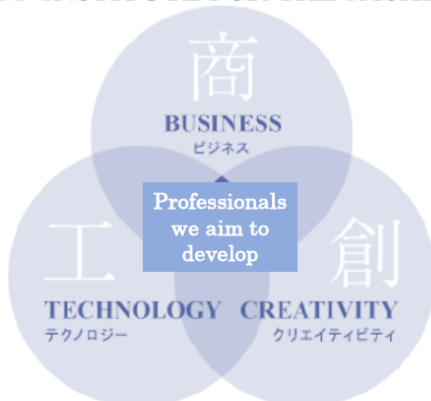 商
BUSINESS
ビジネス
Professionals
we aim to
develop
工
TECHNOLOGY
テクノロジー
創
CREATIVITY
クリエイティビティ